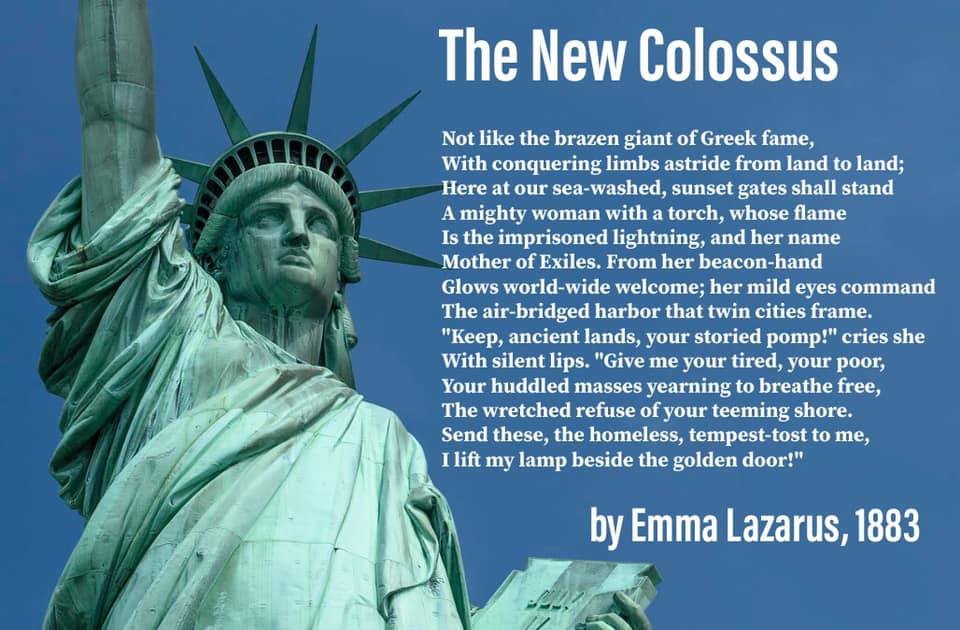 The New Colossus
Not like the brazen giant of Greek fame,
With conquering limbs astride from land to land;
Here at our sea-washed, sunset gates shall stand
A mighty woman with a torch, whose flame
Is the imprisoned lightning, and her name
Mother of Exiles. From her beacon-hand
Glows world-wide welcome; her mild eyes command
The air-bridged harbor that twin cities frame.
"Keep, ancient lands, your storied pomp!" cries she
With silent lips. "Give me your tired, your poor,
Your huddled masses yearning to breathe free,
The wretched refuse of your teeming shore.
Send these, the homeless, tempest-tost to me,
I lift my lamp beside the golden door!"
by Emma Lazarus, 1883